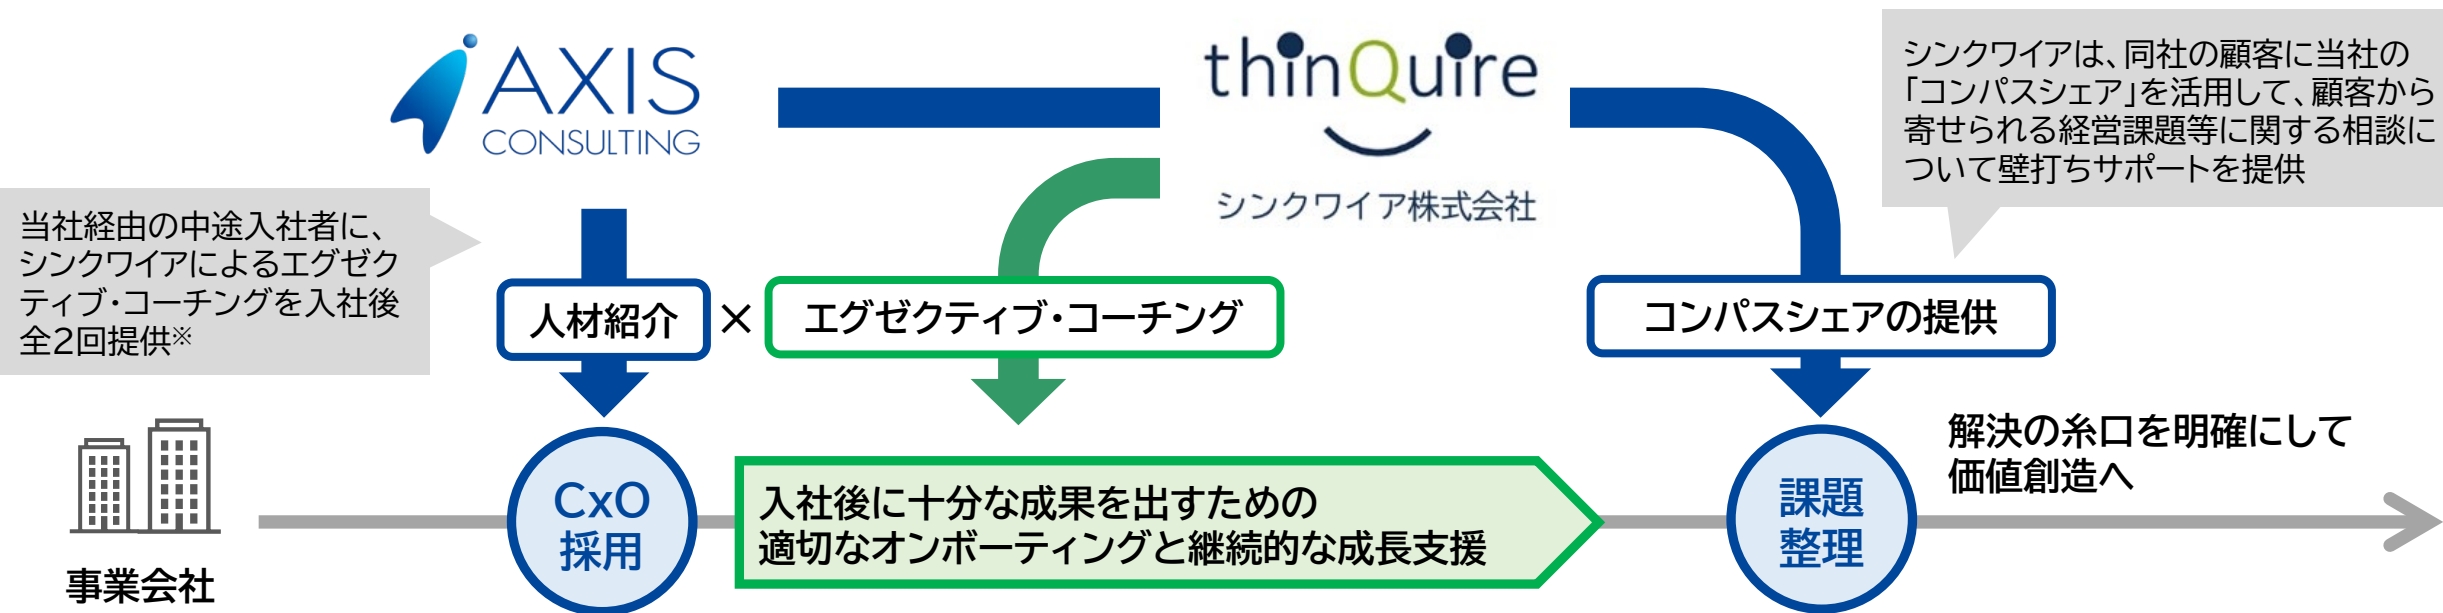 AXIS
CONSULTING
thinQuire
シンクワイア株式会社
シンクワイアは、同社の顧客に当社の
「コンパスシェア」を活用して、顧客から
寄せられる経営課題等に関する相談に
ついて壁打ちサポートを提供
当社経由の中途入社者に、
シンクワイアによるエグゼク
ティブ・コーチングを入社後
全2回提供※
人材紹介
×
エグゼクティブ・コーチング
コンパスシェアの提供
事業会社
CxO
採用
入社後に十分な成果を出すための
適切なオンボーティングと継続的な成長支援
課題
整理
解決の糸口を明確にして
価値創造へ